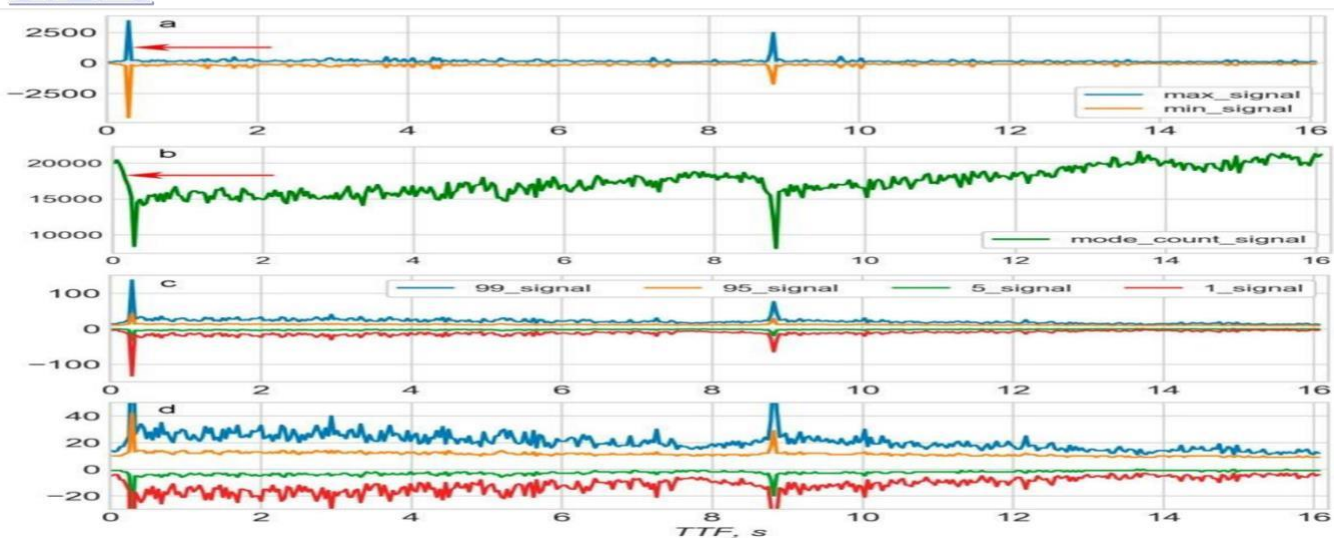 a
2500
0
−2500
max_signal
min_signal
0 2 4 6 8 10 12 14 16
b
20000
15000
10000
mode_count_signal
0 2 4 6 8 10 12 14 16
c
99_signal 95_signal 5_signal 1_signal
100
0
−100
0 2 4 6 8 10 12 14 16
d
40
20
0
−20
0 2 4 6 8 10 12 14 16
TTF, s